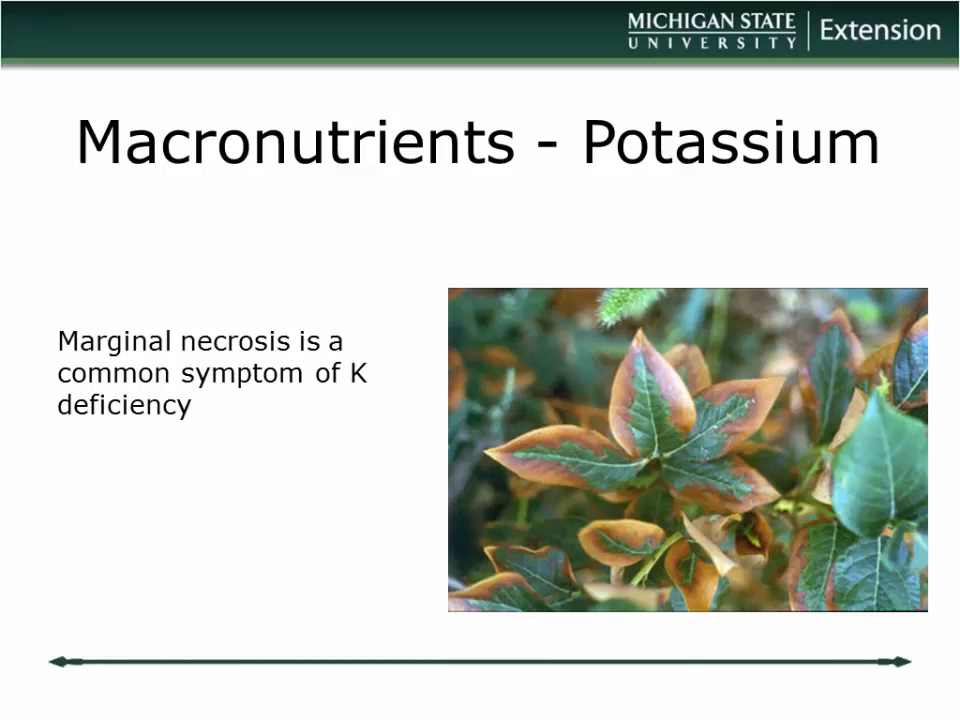 MICHIGAN STATE
UNIVERSITY
Extension
Macronutrients - Potassium
Marginal necrosis is a
common symptom of K
deficiency